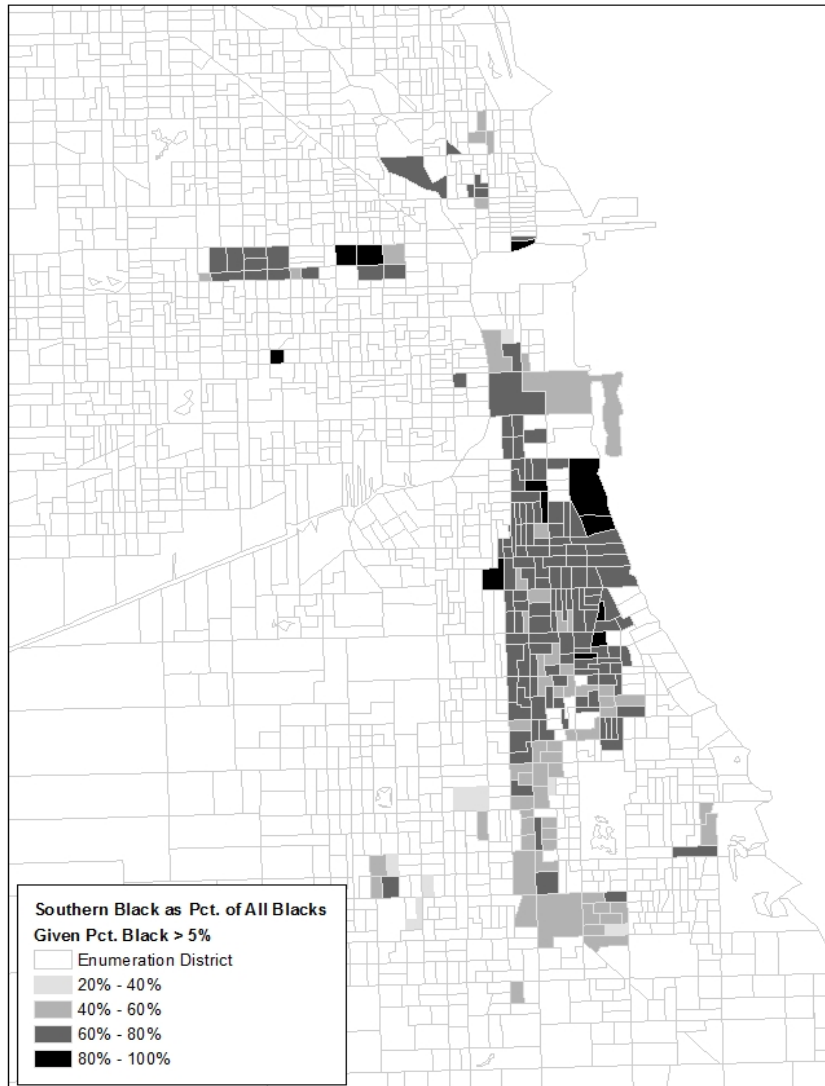 Southern Black as Pct. of All Blacks
Given Pct. Black > 5%
Enumeration District
20% - 40%
40% - 60%
60% - 80%
80% - 100%